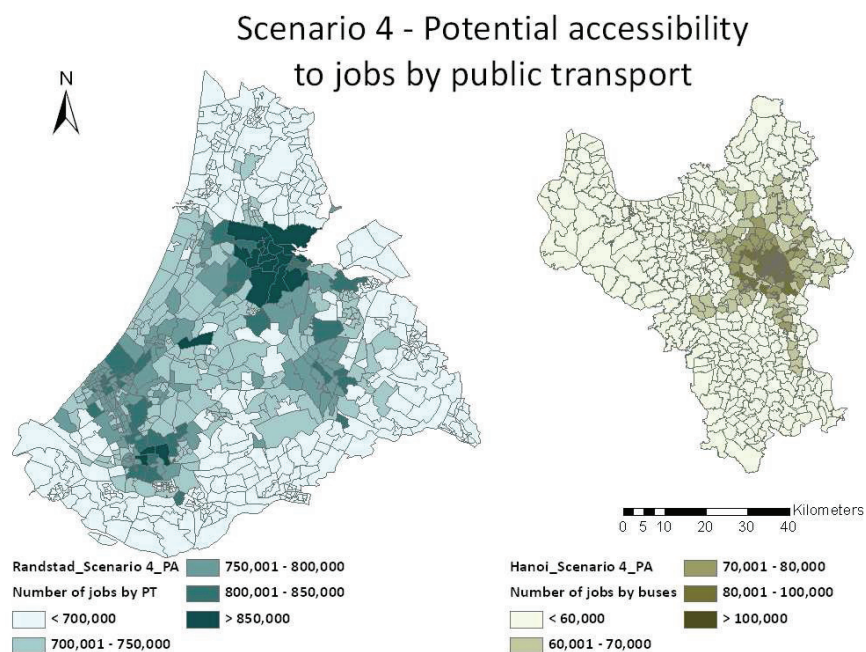 Scenario 4 - Potential accessibility
to jobs by public transport
N
Kilometers
0 5 10 20 30 40
Randstad_Scenario 4_PA
Number of jobs by PT
< 700,000
700,001 - 750,000
750,001 - 800,000
800,001 - 850,000
> 850,000
Hanoi_Scenario 4_PA
Number of jobs by buses
< 60,000
60,001 - 70,000
70,001 - 80,000
80,001 - 100,000
> 100,000